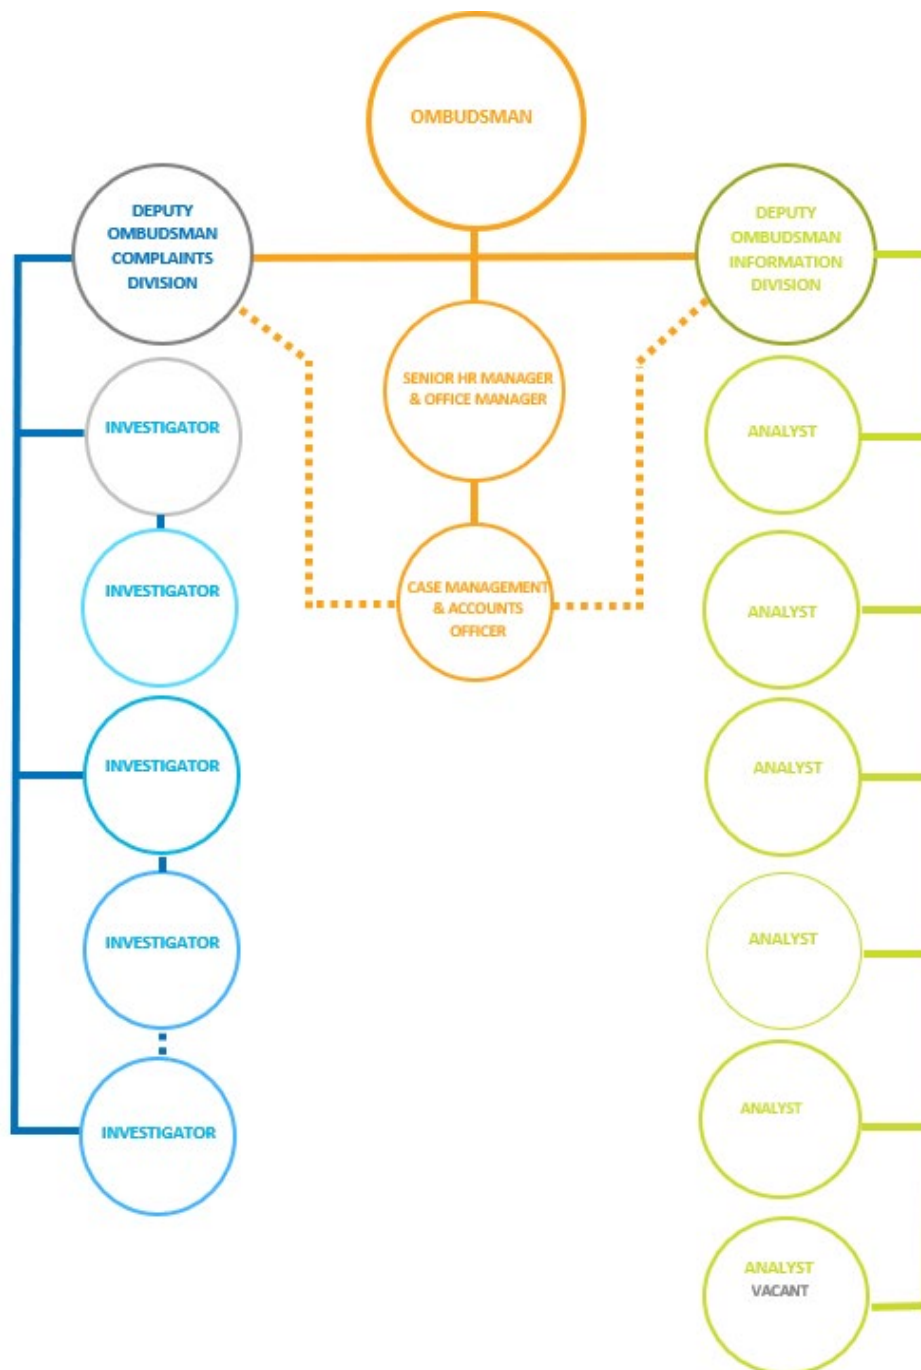 OMBUDSMAN
DEPUTY
OMBUDSMAN
COMPLAINTS
DIVISION
DEPUTY
OMBUDSMAN
INFORMATION
DIVISION
SENIOR HR MANAGER
& OFFICE MANAGER
CASE MANAGEMENT
& ACCOUNTS
OFFICER
INVESTIGATOR
INVESTIGATOR
INVESTIGATOR
INVESTIGATOR
INVESTIGATOR
ANALYST
ANALYST
ANALYST
ANALYST
ANALYST
ANALYST
VACANT